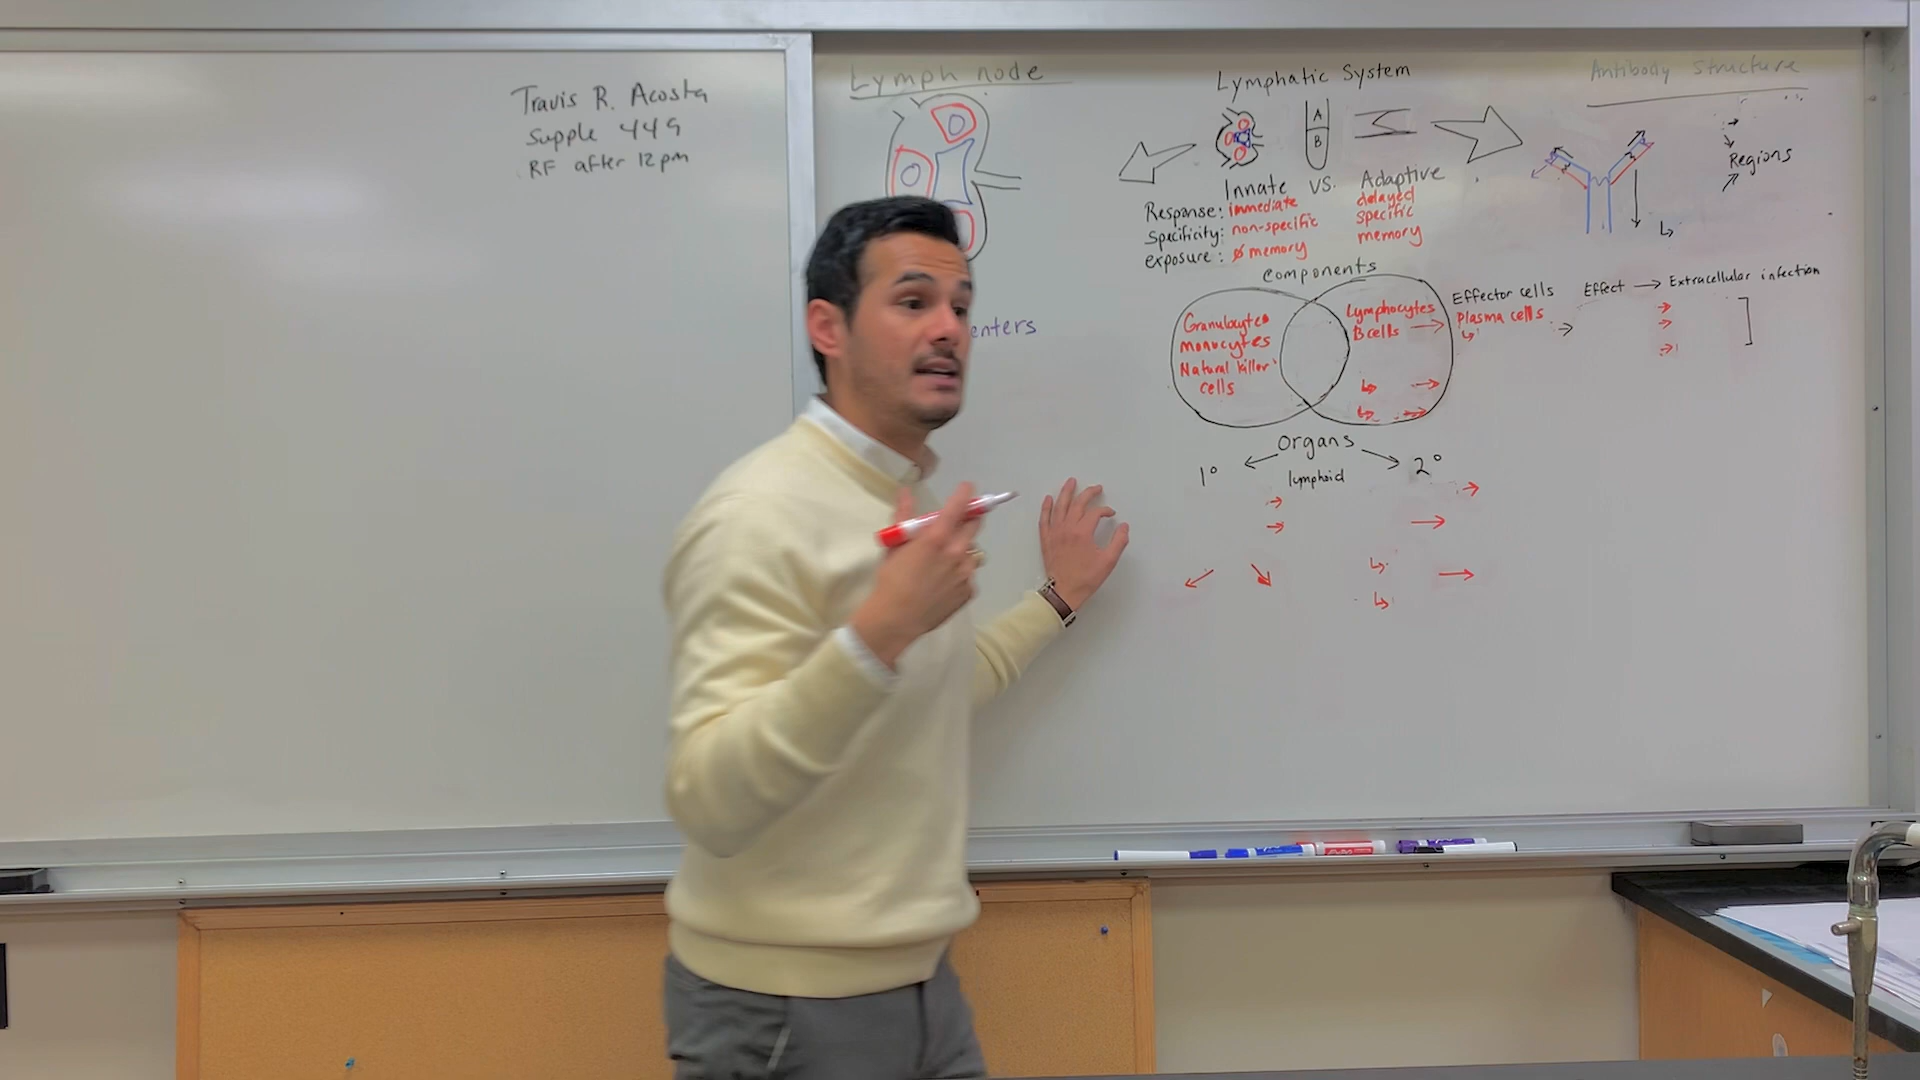 Travis R. Acosta
Supple 449
RF after 12pm
Lymph node
enters
Lymphatic System
A
B
Innate vs. Adaptive
Response: immediate delayed
Specificity: non-specific specific
exposure: Ø memory memory
components
Granulocytes
monocytes
Natural killer
cells
Lymphocytes
B cells →
Effector cells
Plasma cells
Effect → Extracellular infection
Organs
1° 2°
lymphoid
Antibody Structure
Regions